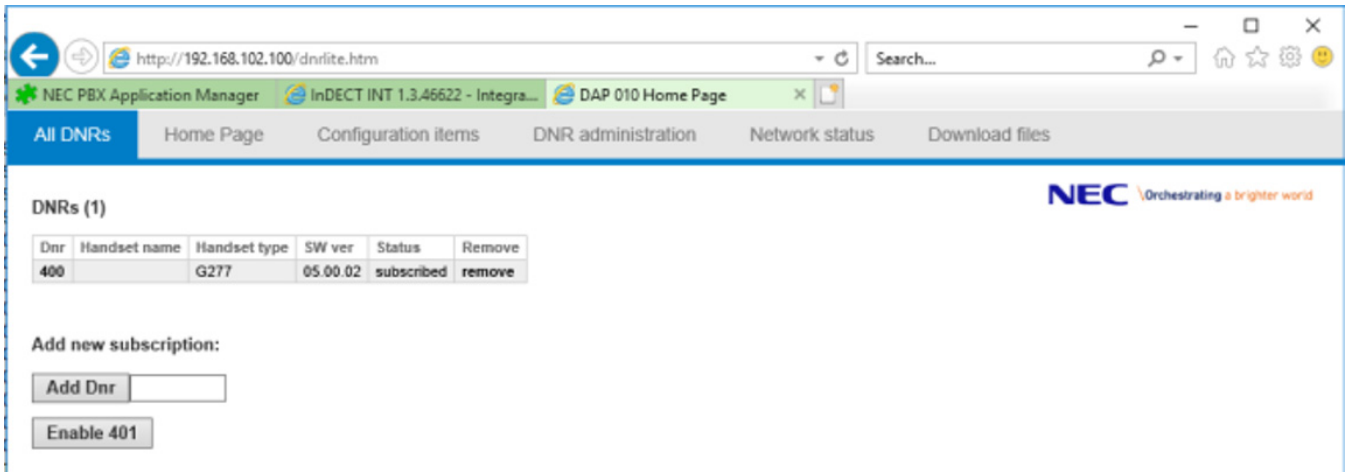 http://192.168.102.100/dnrlite.htm Search...
NEC PBX Application Manager InDECT INT 1.3.46622 - Integra... DAP 010 Home Page
All DNRs Home Page Configuration items DNR administration Network status Download files
NEC \Orchestrating a brighter world
DNRs (1)
Dnr Handset name Handset type SW ver Status Remove
400 G277 05.00.02 subscribed remove
Add new subscription:
Add Dnr
Enable 401